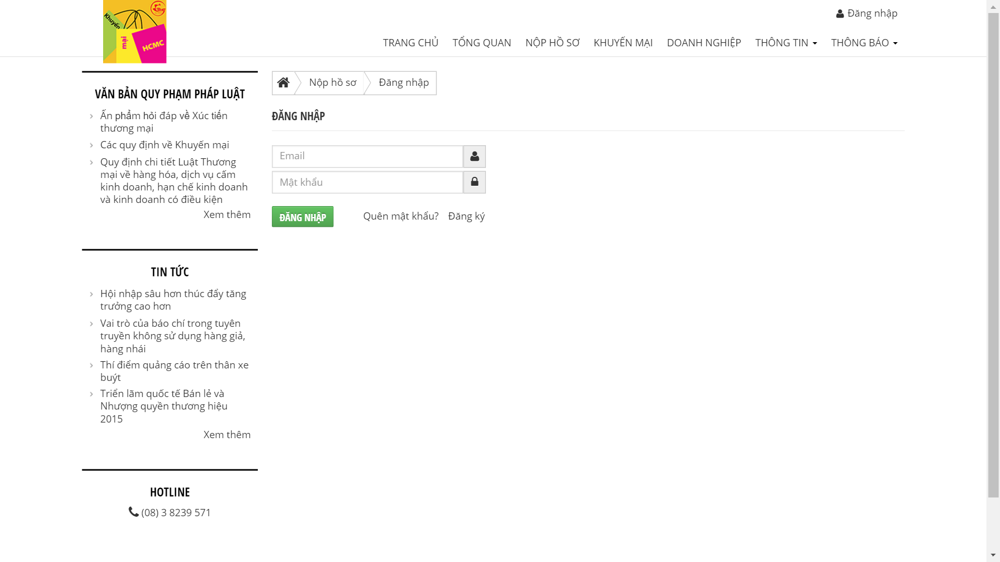 Khuyến
mại
HCMC
Đăng nhập
TRANG CHỦ TỔNG QUAN NỘP HỒ SƠ KHUYẾN MẠI DOANH NGHIỆP THÔNG TIN THÔNG BÁO
VĂN BẢN QUY PHẠM PHÁP LUẬT
Ấn phẩm hỏi đáp về Xúc tiến
thương mại
Các quy định về Khuyến mại
Quy định chi tiết Luật Thương
mại về hàng hóa, dịch vụ cấm
kinh doanh, hạn chế kinh doanh
và kinh doanh có điều kiện
Xem thêm
TIN TỨC
Hội nhập sâu hơn thúc đẩy tăng
trưởng cao hơn
Vai trò của báo chí trong tuyên
truyền không sử dụng hàng giả,
hàng nhái
Thí điểm quảng cáo trên thân xe
buýt
Triển lãm quốc tế Bán lẻ và
Nhượng quyền thương hiệu
2015
Xem thêm
HOTLINE
(08) 3 8239 571
Nộp hồ sơ Đăng nhập
ĐĂNG NHẬP
Email
Mật khẩu
ĐĂNG NHẬP Quên mật khẩu? Đăng ký